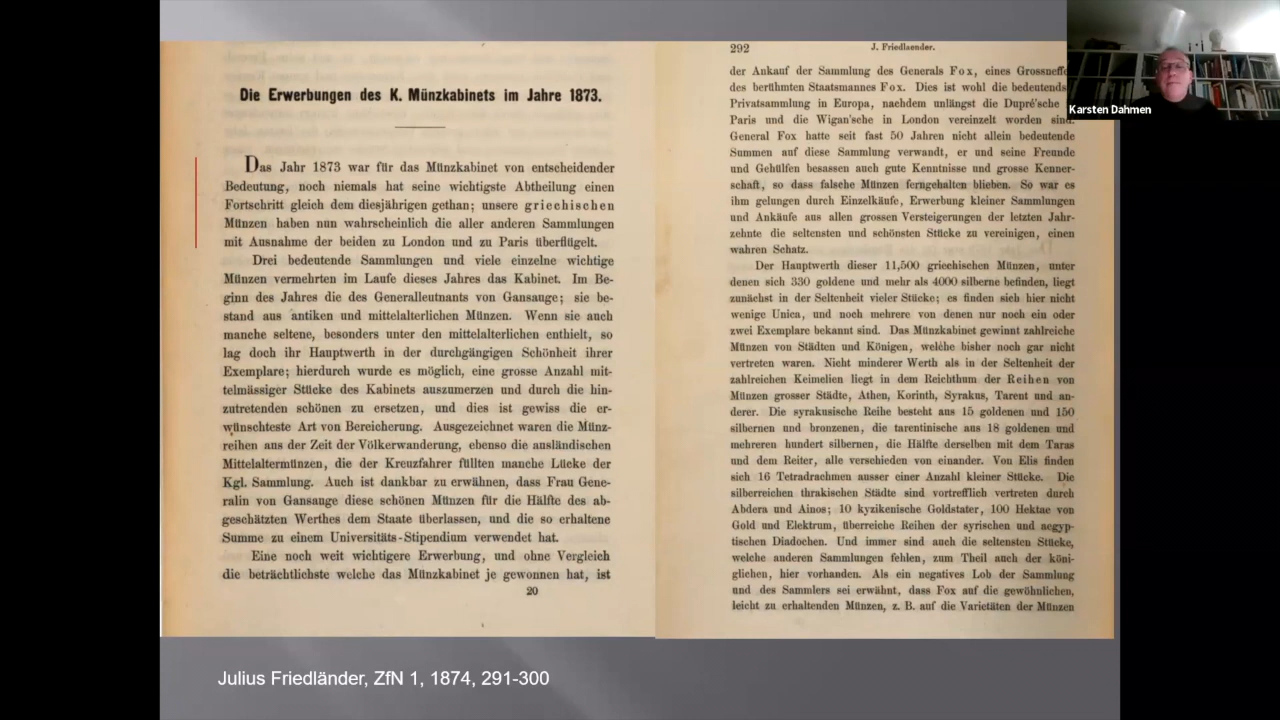 Die Erwerbungen des K. Münzkabinets im Jahre 1873.
Das Jahr 1873 war für das Münzkabinet von entscheidender
Bedeutung, noch niemals hat seine wichtigste Abtheilung einen
Fortschritt gleich dem diesjährigen gethan; unsere griechischen
Münzen haben nun wahrscheinlich die aller anderen Sammlungen
mit Ausnahme der beiden zu London und zu Paris überflügelt.
Drei bedeutende Sammlungen und viele einzelne wichtige
Münzen vermehrten im Laufe dieses Jahres das Kabinet. Im Be-
ginn des Jahres die des Generalleutnants von Gansauge; sie be-
stand aus antiken und mittelalterlichen Münzen. Wenn sie auch
manche seltene, besonders unter den mittelalterlichen enthielt, so
lag doch ihr Hauptwerth in der durchgängigen Schönheit ihrer
Exemplare; hierdurch wurde es möglich, eine grosse Anzahl mit-
telmässiger Stücke des Kabinets auszumerzen und durch die hin-
zutretenden schönen zu ersetzen, und dies ist gewiss die er-
wünschteste Art von Bereicherung. Ausgezeichnet waren die Münz-
reihen aus der Zeit der Völkerwanderung, ebenso die ausländischen
Mittelaltermünzen, die der Kreuzfahrer füllten manche Lücke der
Kgl. Sammlung. Auch ist dankbar zu erwähnen, dass Frau Gene-
ralin von Gansauge diese schönen Münzen für die Hälfte des ab-
geschätzten Werthes dem Staate überlassen, und die so erhaltene
Summe zu einem Universitäts-Stipendium verwendet hat.
Eine noch weit wichtigere Erwerbung, und ohne Vergleich
die beträchtlichste welche das Münzkabinet je gewonnen hat, ist
20
292
J. Friedlaender.
der Ankauf der Sammlung des Generals Fox, eines Grossneffe
des berühmten Staatsmannes Fox. Dies ist wohl die bedeutends
Privatsammlung in Europa, nachdem unlängst die Dupré'sche
Paris und die Wigan'sche in London vereinzelt worden sind.
General Fox hatte seit fast 50 Jahren nicht allein bedeutende
Summen auf diese Sammlung verwandt, er und seine Freunde
und Gehülfen besassen auch gute Kenntnisse und grosse Kenner-
schaft, so dass falsche Münzen ferngehalten blieben. So war es
ihm gelungen durch Einzelkäufe, Erwerbung kleiner Sammlungen
und Ankäufe aus allen grossen Versteigerungen der letzten Jahr-
zehnte die seltensten und schönsten Stücke zu vereinigen, einen
wahren Schatz.
Der Hauptwerth dieser 11,500 griechischen Münzen, unter
denen sich 330 goldene und mehr als 4000 silberne befinden, liegt
zunächst in der Seltenheit vieler Stücke; es finden sich hier nicht
wenige Unica, und noch mehrere von denen nur noch ein oder
zwei Exemplare bekannt sind. Das Münzkabinet gewinnt zahlreiche
Münzen von Städten und Königen, welche bisher noch gar nicht
vertreten waren. Nicht minderer Werth als in der Seltenheit der
zahlreichen Keimelien liegt in dem Reichthum der Reihen von
Münzen grosser Städte, Athen, Korinth, Syrakus, Tarent und an-
derer. Die syrakusische Reihe besteht aus 15 goldenen und 150
silbernen und bronzenen, die tarentinische aus 18 goldenen und
mehreren hundert silbernen, die Hälfte derselben mit dem Taras
und dem Reiter, alle verschieden von einander. Von Elis finden
sich 16 Tetradrachmen ausser einer Anzahl kleiner Stücke. Die
silberreichen thrakischen Städte sind vortrefflich vertreten durch
Abdera und Ainos; 10 kyzikenische Goldstater, 100 Hektae von
Gold und Elektrum, überreiche Reihen der syrischen und aegyp-
tischen Diadochen. Und immer sind auch die seltensten Stücke,
welche anderen Sammlungen fehlen, zum Theil auch der köni-
glichen, hier vorhanden. Als ein negatives Lob der Sammlung
und des Sammlers sei erwähnt, dass Fox auf die gewöhnlichen,
leicht zu erhaltenden Münzen, z. B. auf die Varietäten der Münzen
Karsten Dahmen
Julius Friedländer, ZfN 1, 1874, 291-300